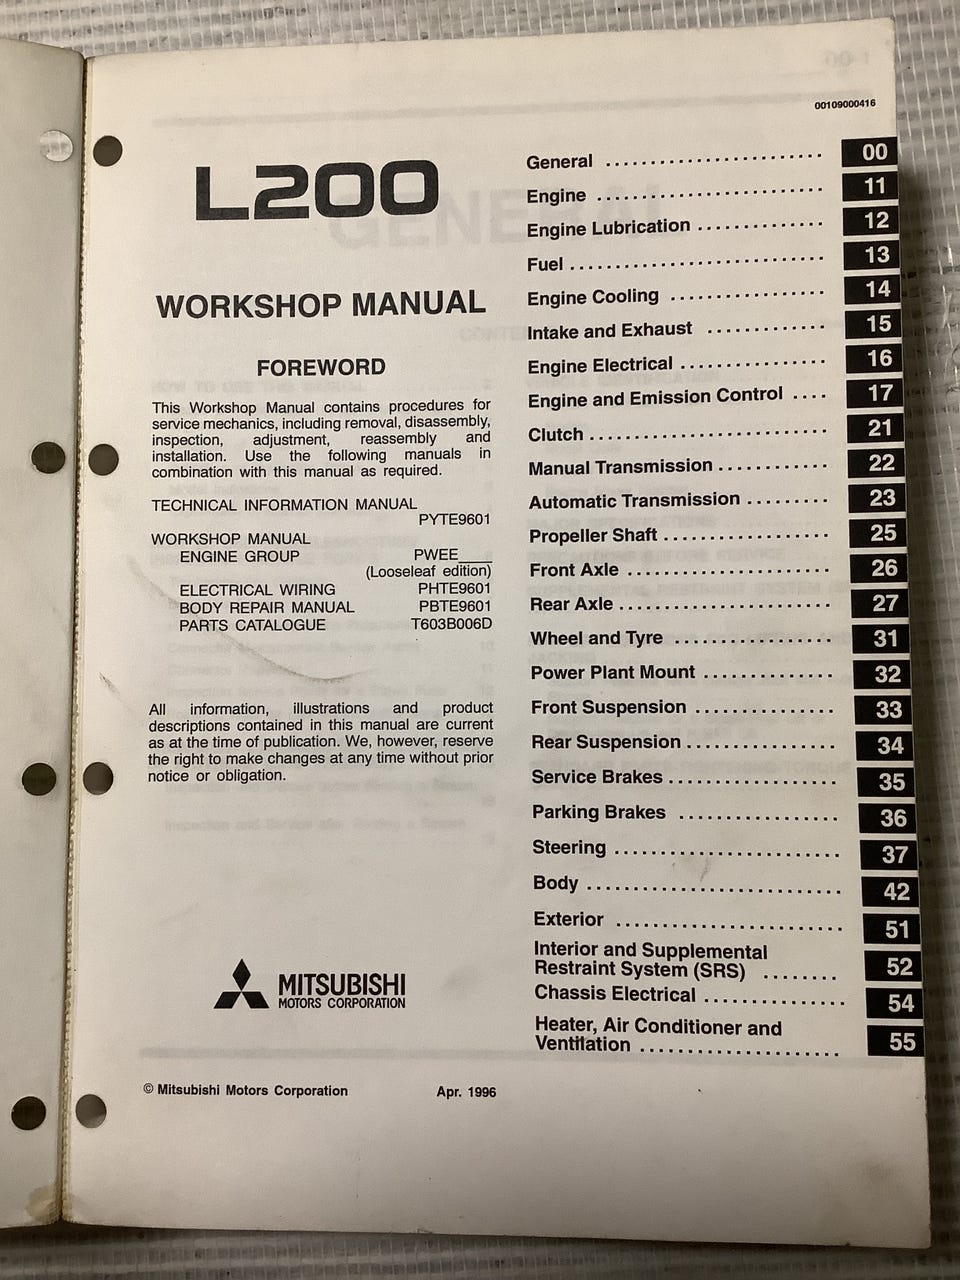 00109000416
L200
WORKSHOP MANUAL
FOREWORD
This Workshop Manual contains procedures for
service mechanics, including removal, disassembly,
inspection, adjustment, reassembly and
installation. Use the following manuals in
combination with this manual as required.
TECHNICAL INFORMATION MANUAL
PYTE9601
WORKSHOP MANUAL
ENGINE GROUP PWEE____
(Looseleaf edition)
ELECTRICAL WIRING PHTE9601
BODY REPAIR MANUAL PBTE9601
PARTS CATALOGUE T603B006D
All information, illustrations and product
descriptions contained in this manual are current
as at the time of publication. We, however, reserve
the right to make changes at any time without prior
notice or obligation.
MITSUBISHI
MOTORS CORPORATION
© Mitsubishi Motors Corporation Apr. 1996
General ........................ 00
Engine ......................... 11
Engine Lubrication .............. 12
Fuel ............................ 13
Engine Cooling ................. 14
Intake and Exhaust ............. 15
Engine Electrical ................ 16
Engine and Emission Control .... 17
Clutch .......................... 21
Manual Transmission ............ 22
Automatic Transmission ......... 23
Propeller Shaft .................. 25
Front Axle ...................... 26
Rear Axle ....................... 27
Wheel and Tyre ................. 31
Power Plant Mount .............. 32
Front Suspension ............... 33
Rear Suspension ................ 34
Service Brakes .................. 35
Parking Brakes ................. 36
Steering ........................ 37
Body ............................ 42
Exterior ........................ 51
Interior and Supplemental
Restraint System (SRS) ........ 52
Chassis Electrical ............... 54
Heater, Air Conditioner and
Ventilation ...................... 55